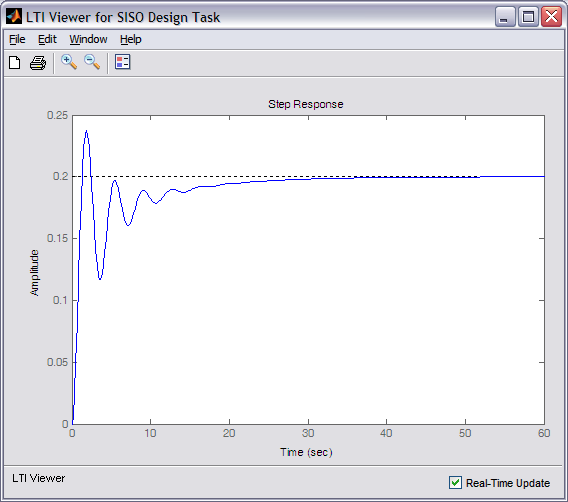 LTI Viewer for SISO Design Task
File Edit Window Help
Step Response
0.25
0.2
0.15
0.1
0.05
0
Amplitude
0 10 20 30 40 50 60
Time (sec)
LTI Viewer
Real-Time Update